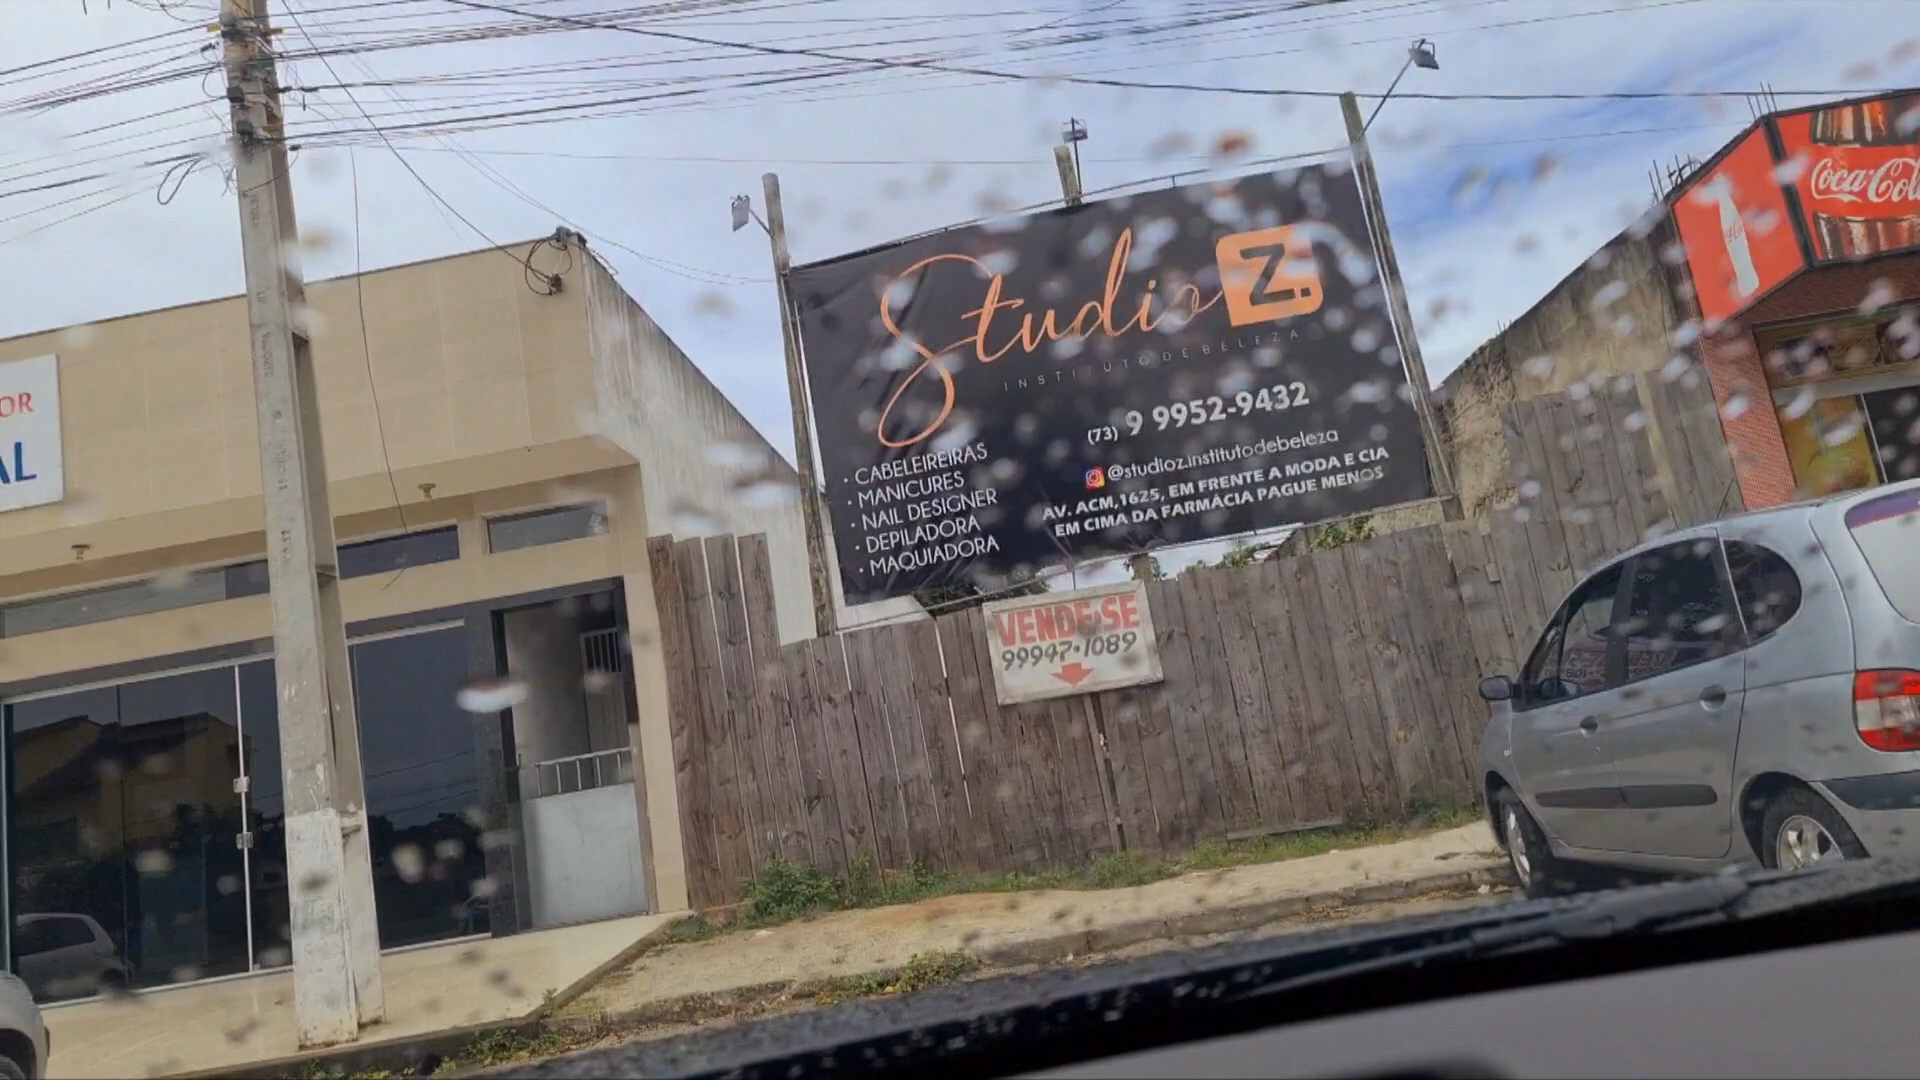 OR
AL
Studio Z.
INSTITUTO DE BELEZA
(73) 9 9952-9432
@studioz.institutodebeleza
AV. ACM, 1625, EM FRENTE A MODA E CIA
EM CIMA DA FARMÁCIA PAGUE MENOS
· CABELEIREIRAS
· MANICURES
· NAIL DESIGNER
· DEPILADORA
· MAQUIADORA
VENDE-SE
99947-1089
Coca-Col